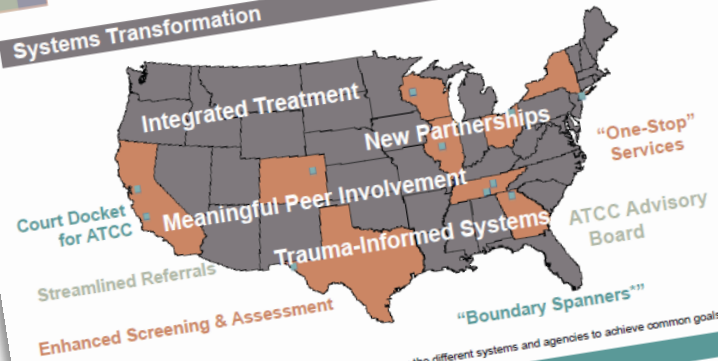 Systems Transformation
Integrated Treatment
New Partnerships
"One-Stop"
Services
Meaningful Peer Involvement
Court Docket
for ATCC
ATCC Advisory
Board
Trauma-Informed Systems
Streamlined Referrals
"Boundary Spanners*"
Enhanced Screening & Assessment
the different systems and agencies to achieve common goals